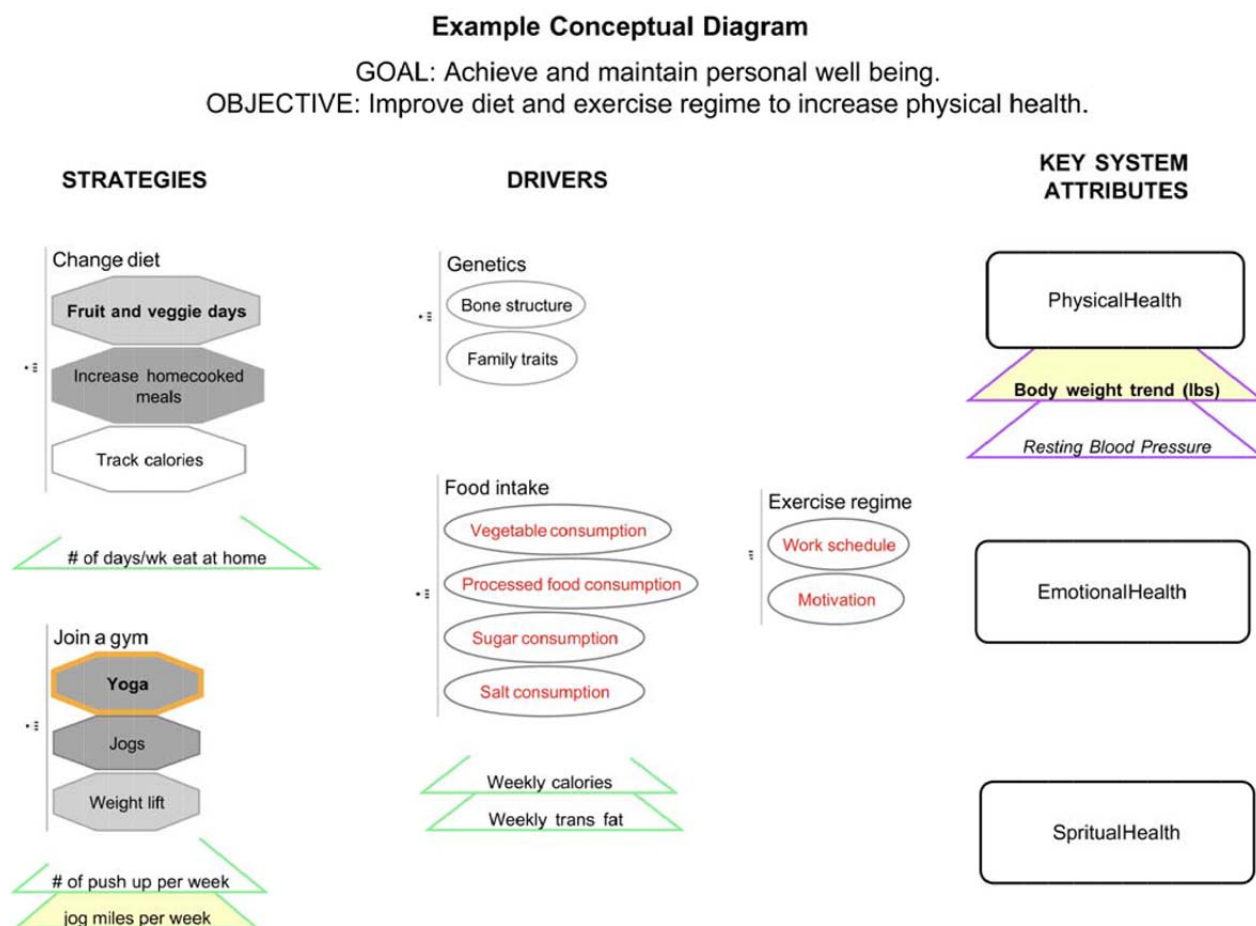 Example Conceptual Diagram
GOAL: Achieve and maintain personal well being.
OBJECTIVE: Improve diet and exercise regime to increase physical health.
STRATEGIES
DRIVERS
KEY SYSTEM
ATTRIBUTES
Change diet
Fruit and veggie days
Increase homecooked
meals
Track calories
# of days/wk eat at home
Join a gym
Yoga
Jogs
Weight lift
# of push up per week
jog miles per week
Genetics
Bone structure
Family traits
Food intake
Vegetable consumption
Processed food consumption
Sugar consumption
Salt consumption
Weekly calories
Weekly trans fat
Exercise regime
Work schedule
Motivation
PhysicalHealth
Body weight trend (lbs)
Resting Blood Pressure
EmotionalHealth
SpritualHealth